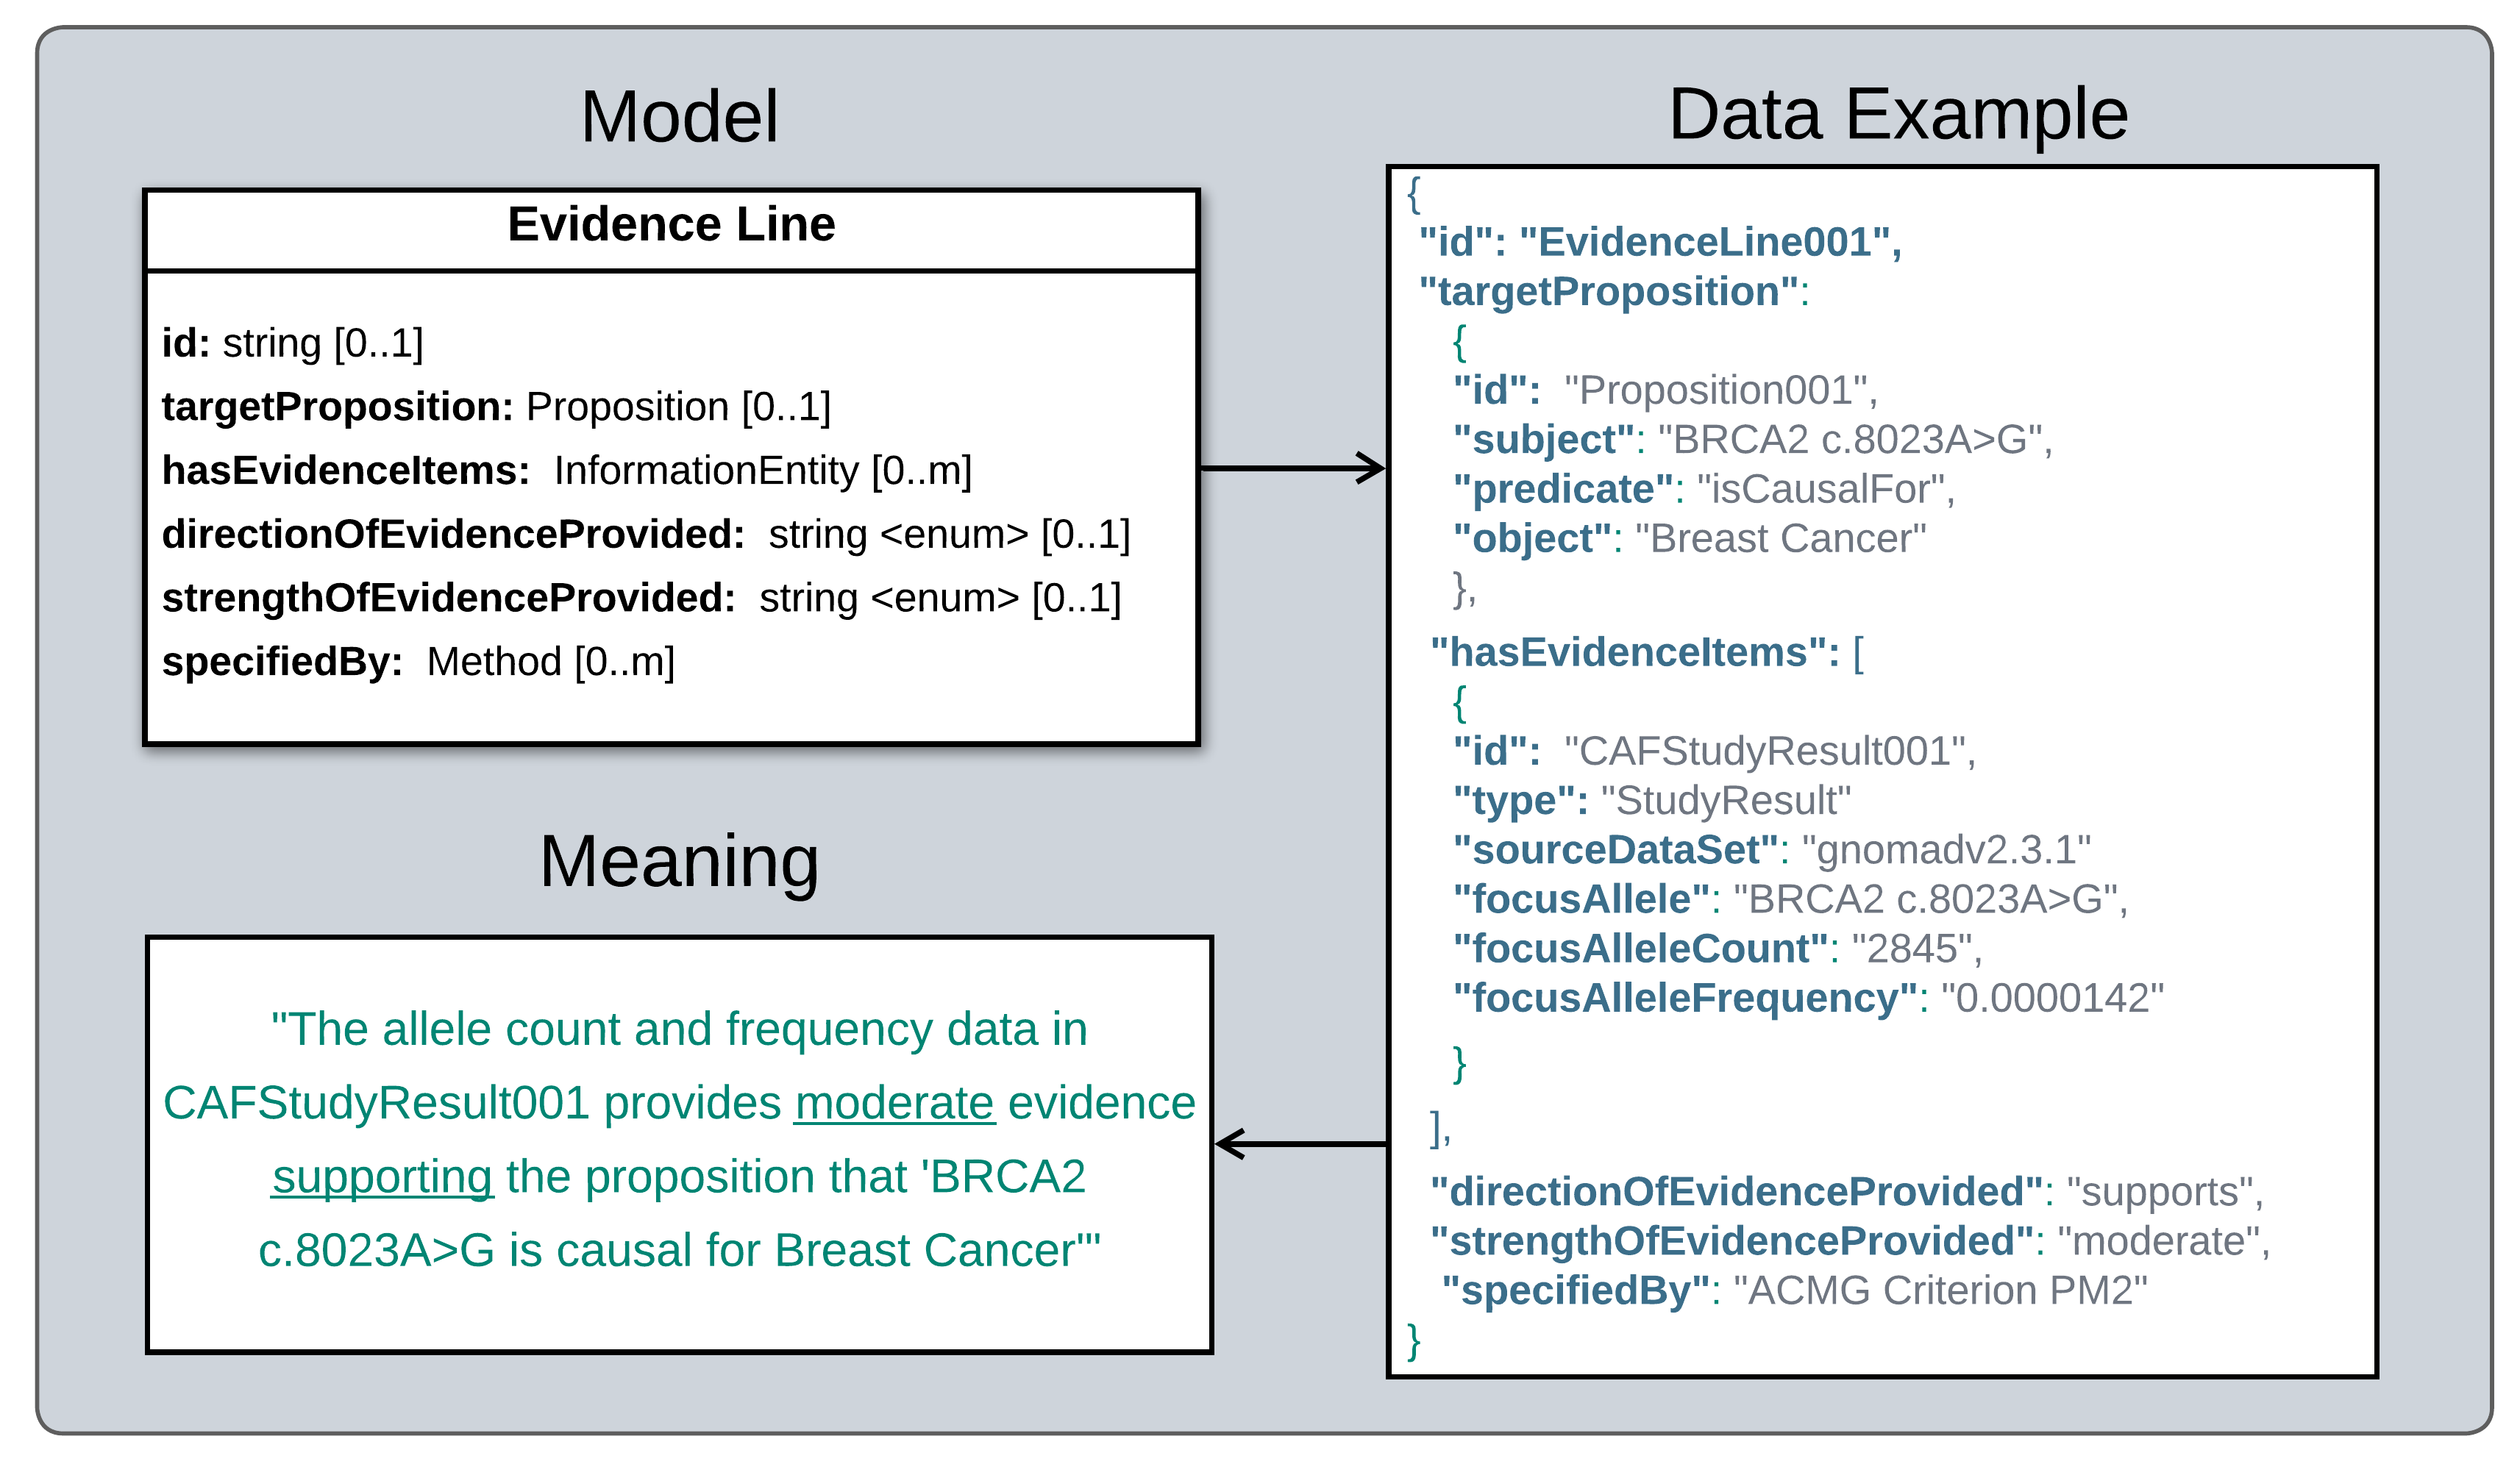 Model
Evidence Line
id: string [0..1]
targetProposition: Proposition [0..1]
hasEvidenceItems:  InformationEntity [0..m]
directionOfEvidenceProvided:  string <enum> [0..1]
strengthOfEvidenceProvided:  string <enum> [0..1]
specifiedBy:  Method [0..m]
Meaning
"The allele count and frequency data in
CAFStudyResult001 provides moderate evidence
supporting the proposition that 'BRCA2
c.8023A>G is causal for Breast Cancer'"
Data Example
{
"id": "EvidenceLine001",
"targetProposition":
{
"id":  "Proposition001",
"subject": "BRCA2 c.8023A>G",
"predicate": "isCausalFor",
"object": "Breast Cancer"
},
"hasEvidenceItems": [
{
"id":  "CAFStudyResult001",
"type": "StudyResult"
"sourceDataSet": "gnomadv2.3.1"
"focusAllele": "BRCA2 c.8023A>G",
"focusAlleleCount": "2845",
"focusAlleleFrequency": "0.0000142"
}
],
"directionOfEvidenceProvided": "supports",
"strengthOfEvidenceProvided": "moderate",
"specifiedBy": "ACMG Criterion PM2"
}